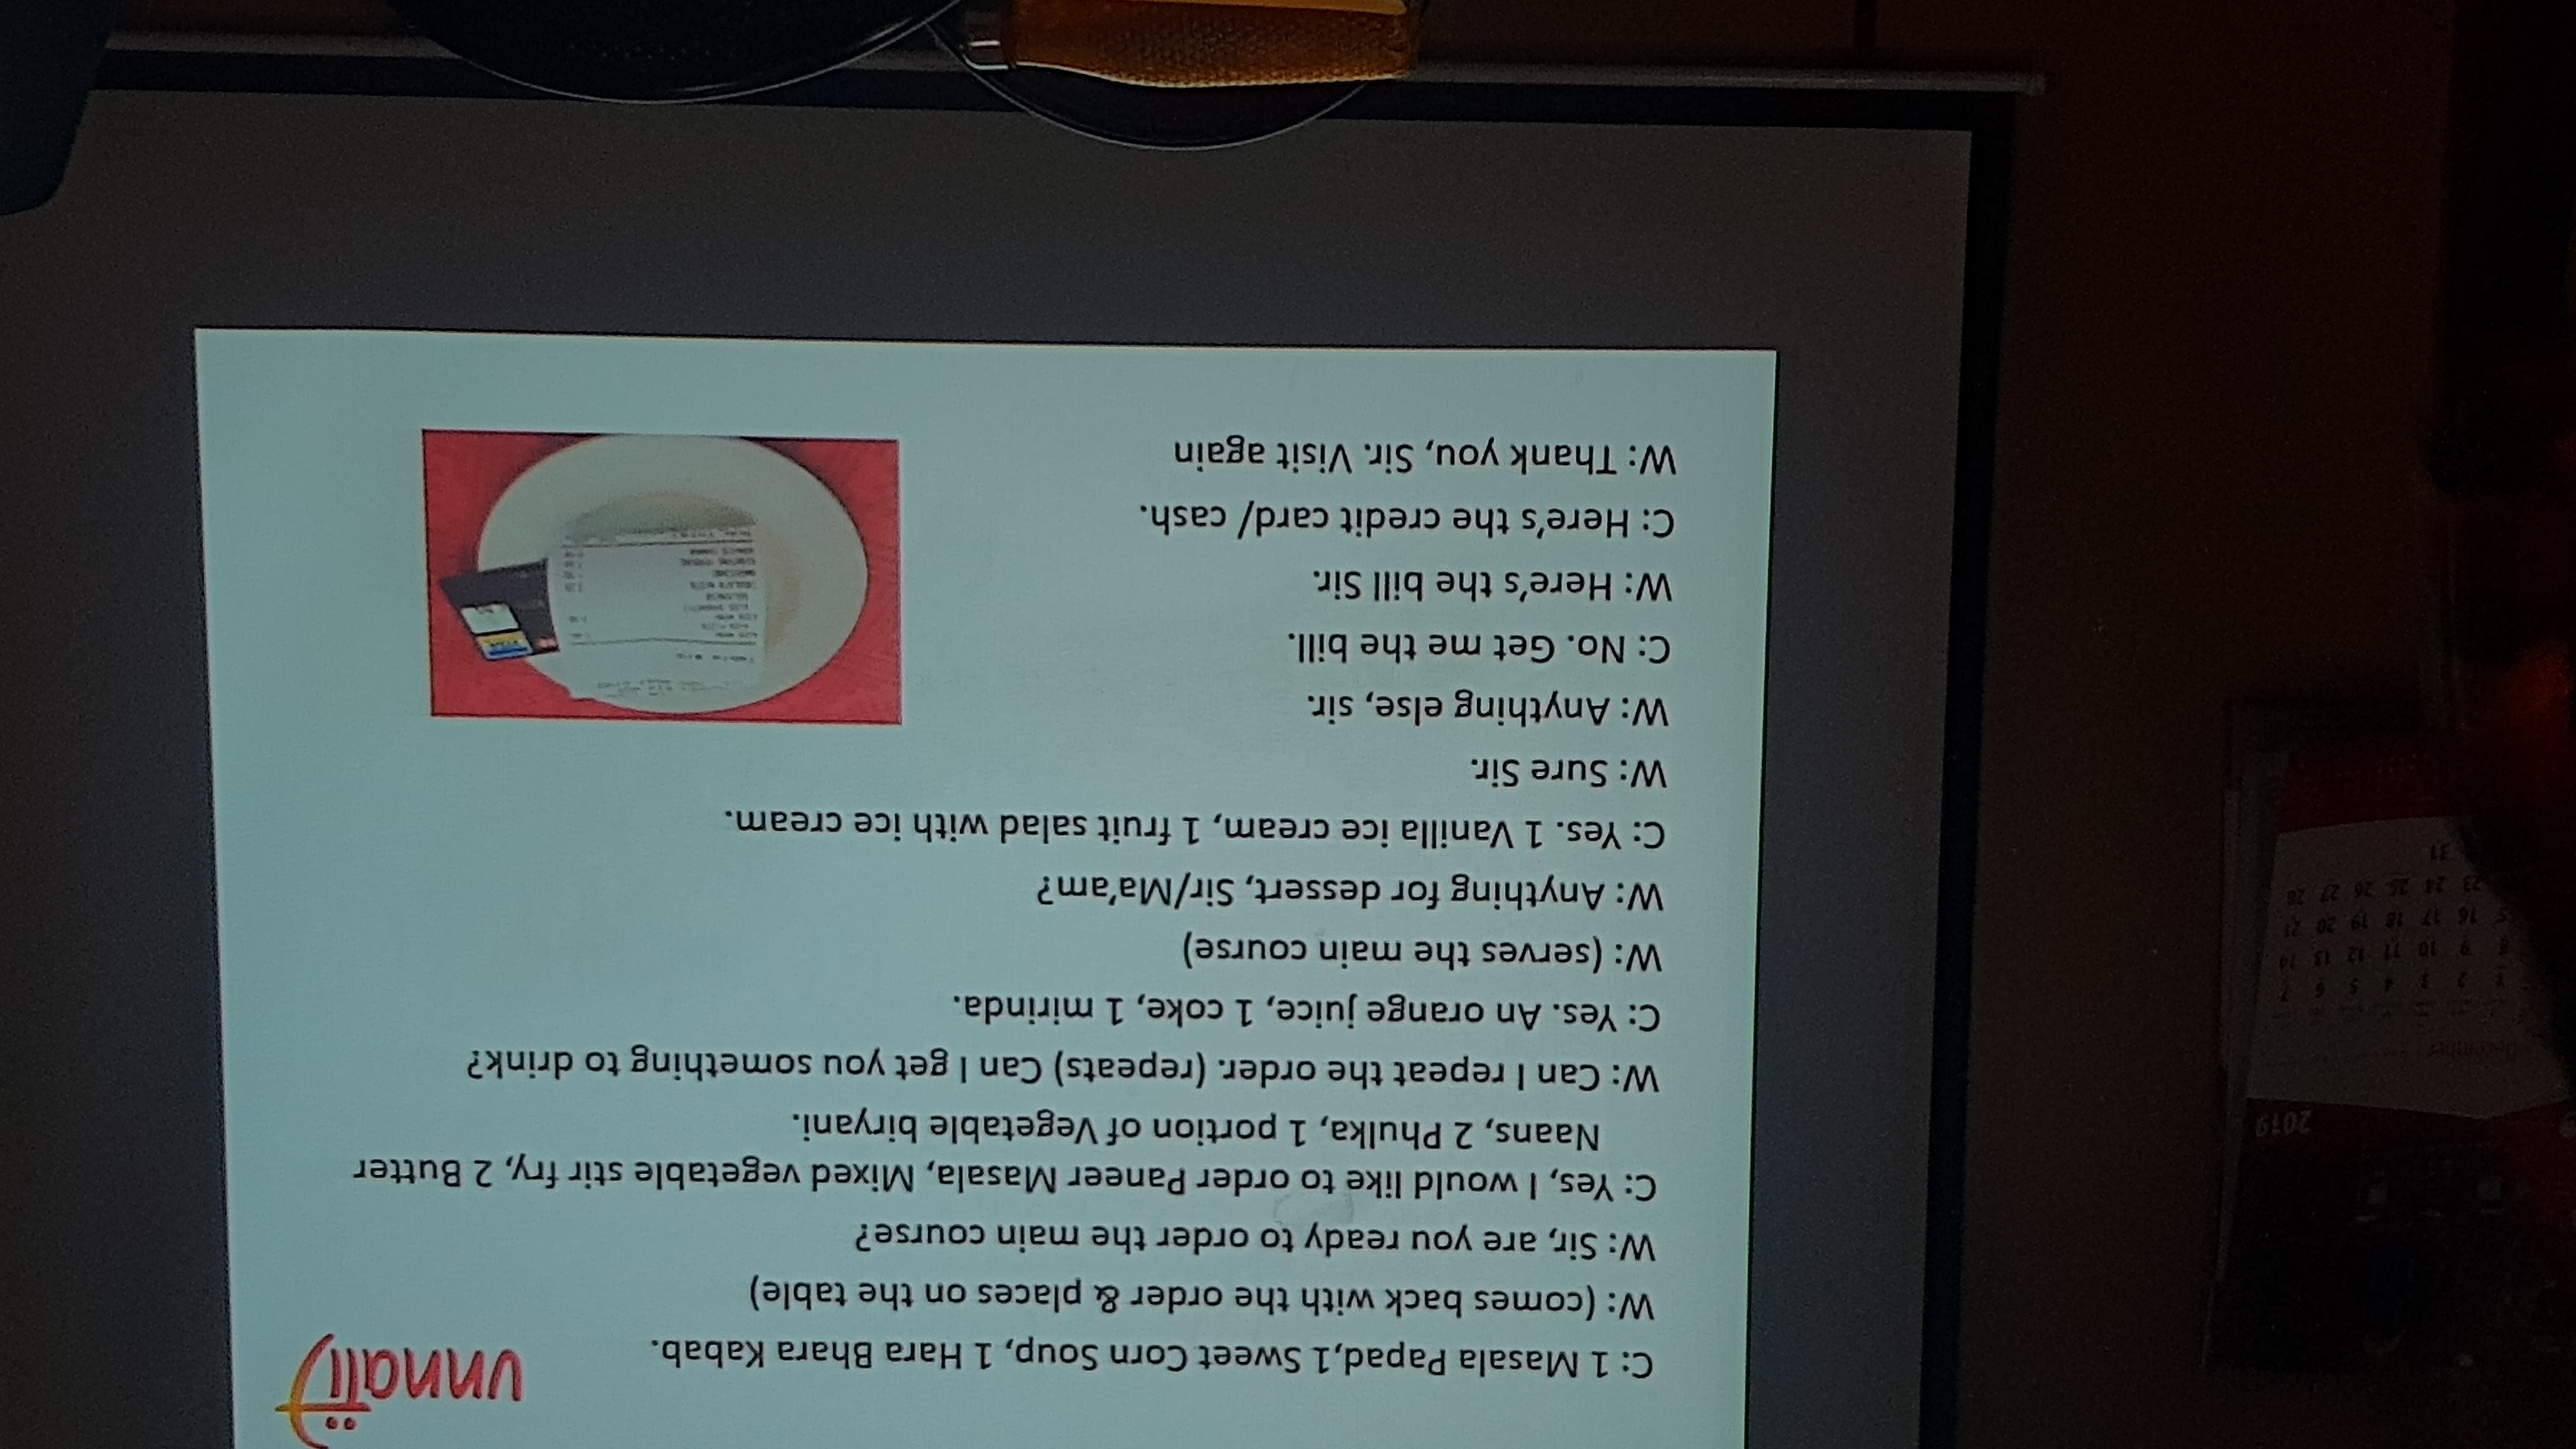 unnati
C: 1 Masala Papad,1 Sweet Corn Soup, 1 Hara Bhara Kabab.
W: (comes back with the order & places on the table)
W: Sir, are you ready to order the main course?
C: Yes, I would like to order Paneer Masala, Mixed vegetable stir fry, 2 Butter
Naans, 2 Phulka, 1 portion of Vegetable biryani.
W: Can I repeat the order. (repeats) Can I get you something to drink?
C: Yes. An orange juice, 1 coke, 1 mirinda.
W: (serves the main course)
W: Anything for dessert, Sir/Ma’am?
C: Yes. 1 Vanilla ice cream, 1 fruit salad with ice cream.
W: Sure Sir.
W: Anything else, sir.
C: No. Get me the bill.
W: Here’s the bill Sir.
C: Here’s the credit card/ cash.
W: Thank you, Sir. Visit again
2019
December
1 2 3 4 5 6 7
8 9 10 11 12 13 14
16 17 18 19 20 21
23 24 25 26 27 28
31